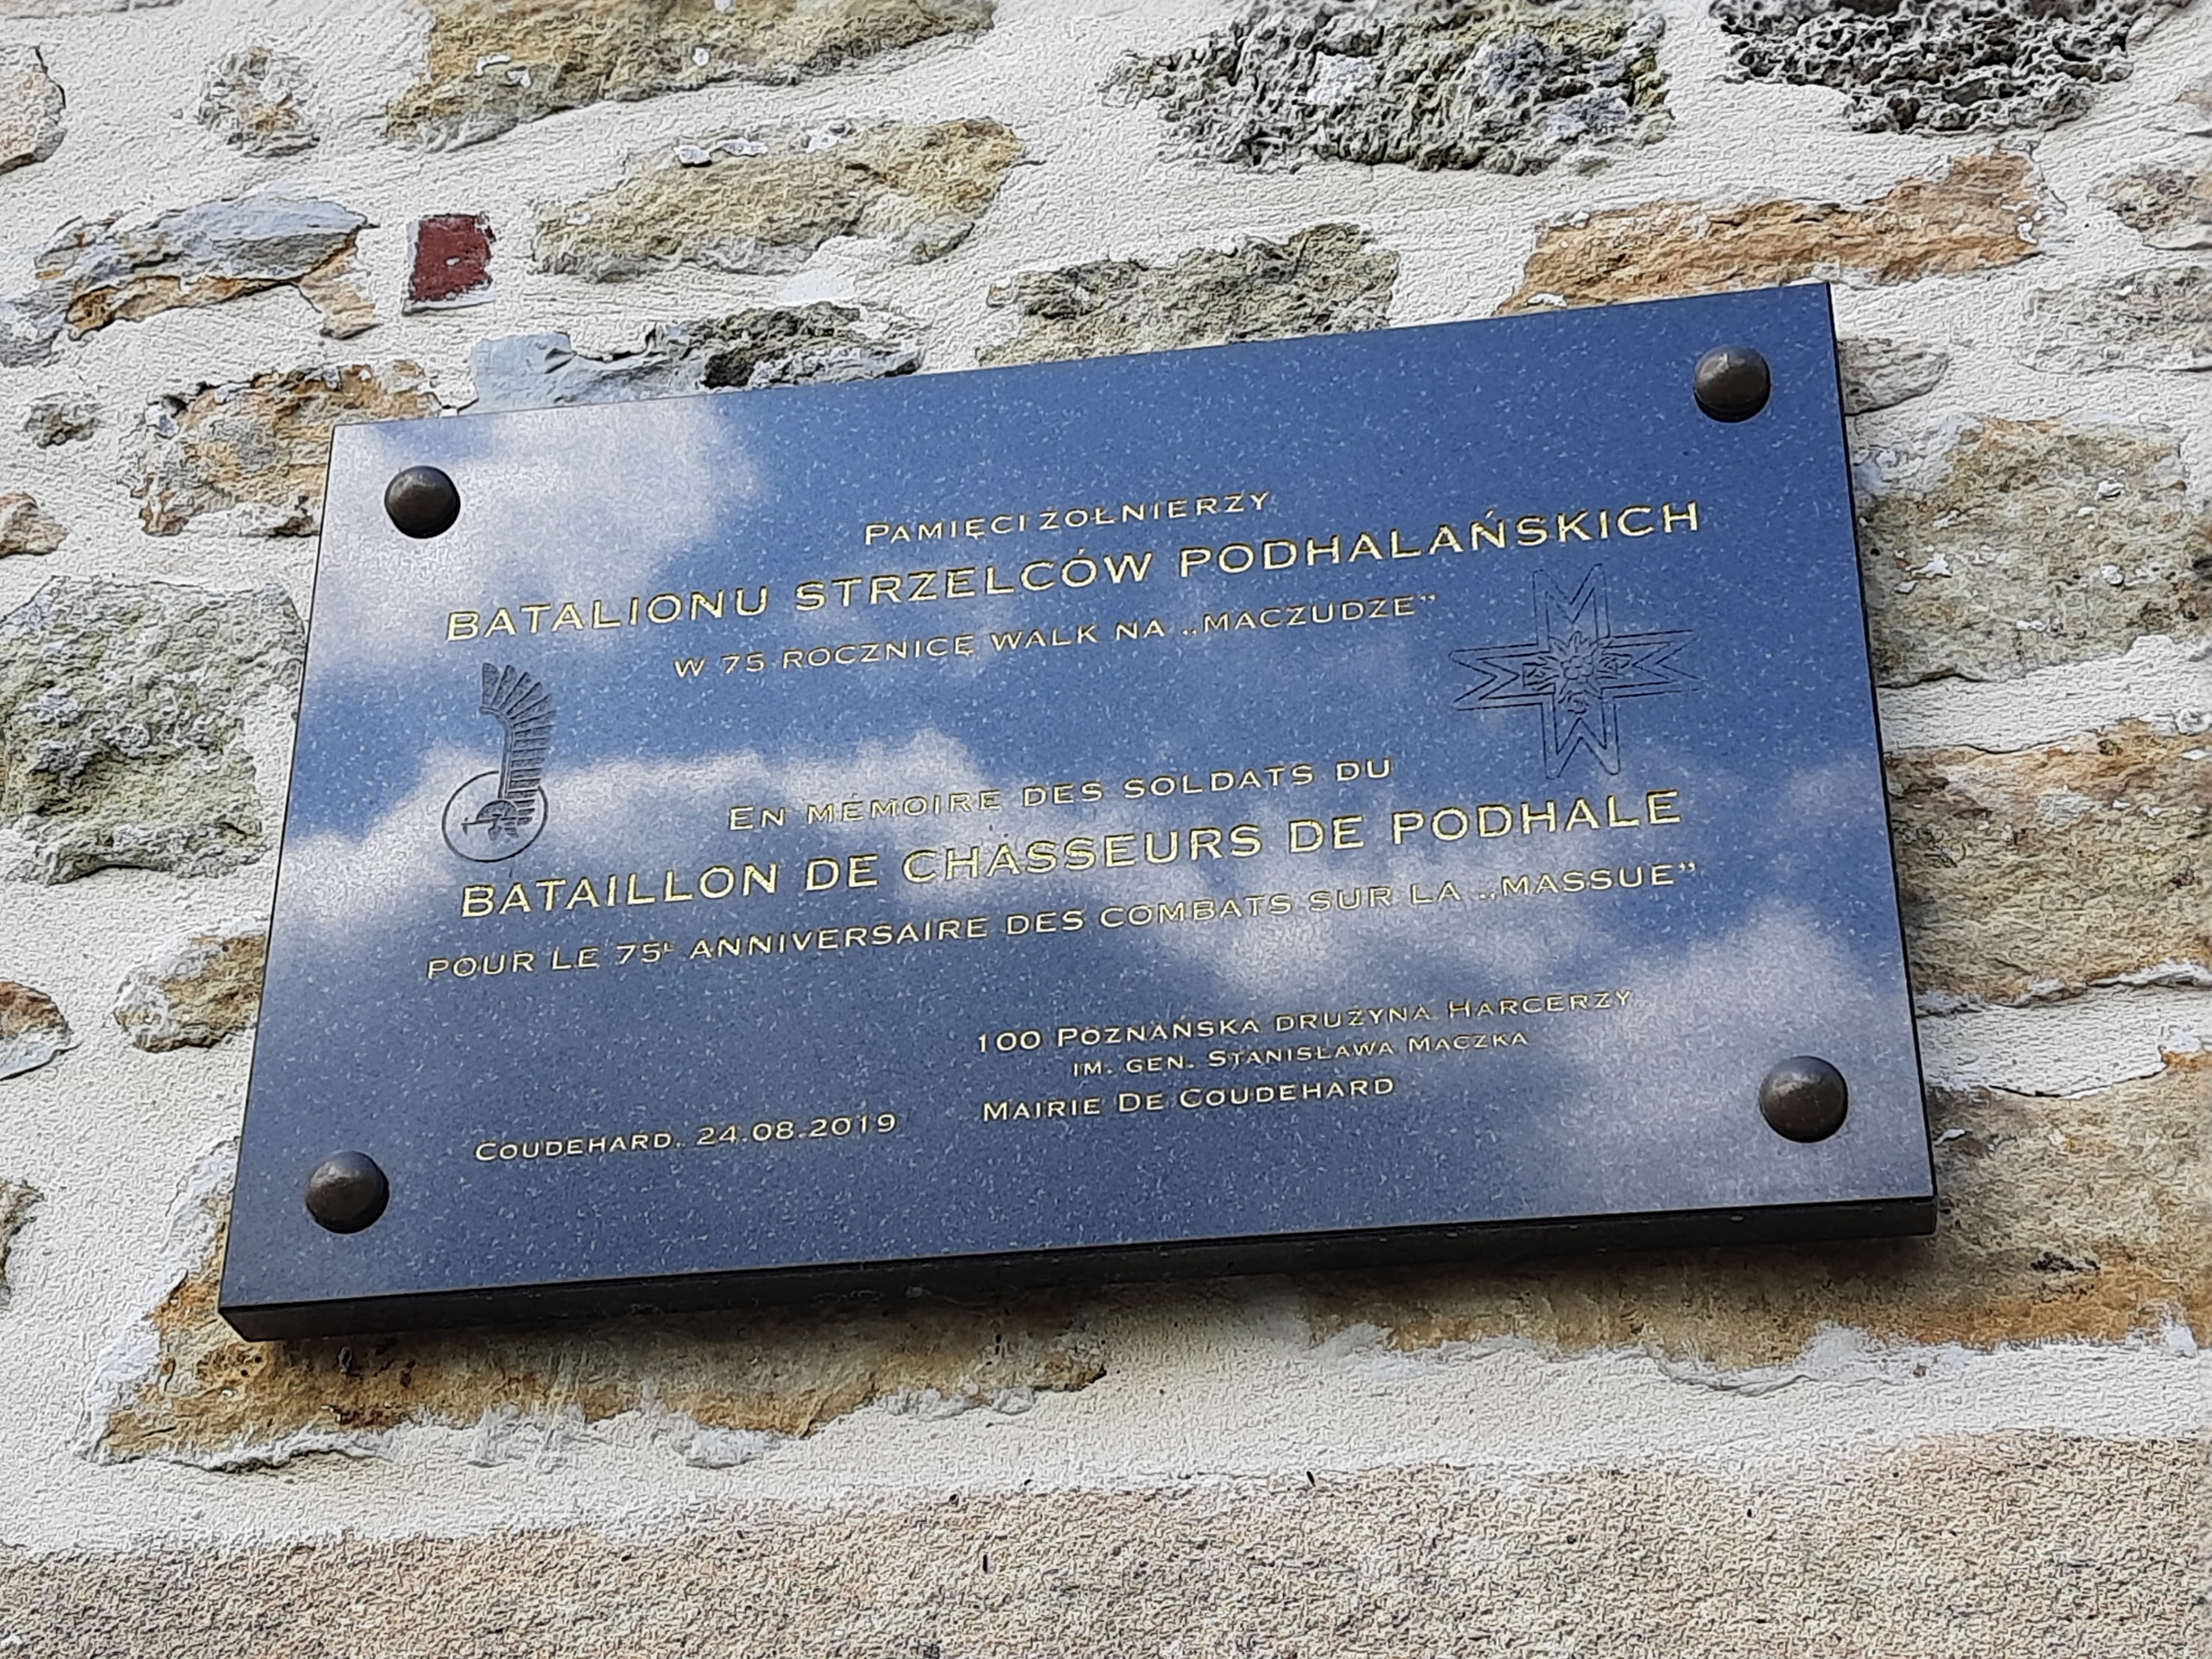 Pamięci żołnierzy
BATALIONU STRZELCÓW PODHALAŃSKICH
W 75 ROCZNICĘ WALK NA „MACZUDZE”
En mémoire des soldats du
BATAILLON DE CHASSEURS DE PODHALE
POUR LE 75E ANNIVERSAIRE DES COMBATS SUR LA „MASSUE”
100 Poznańska drużyna Harcerzy
im. gen. Stanisława Maczka
Mairie De Coudehard
Coudehard, 24.08.2019